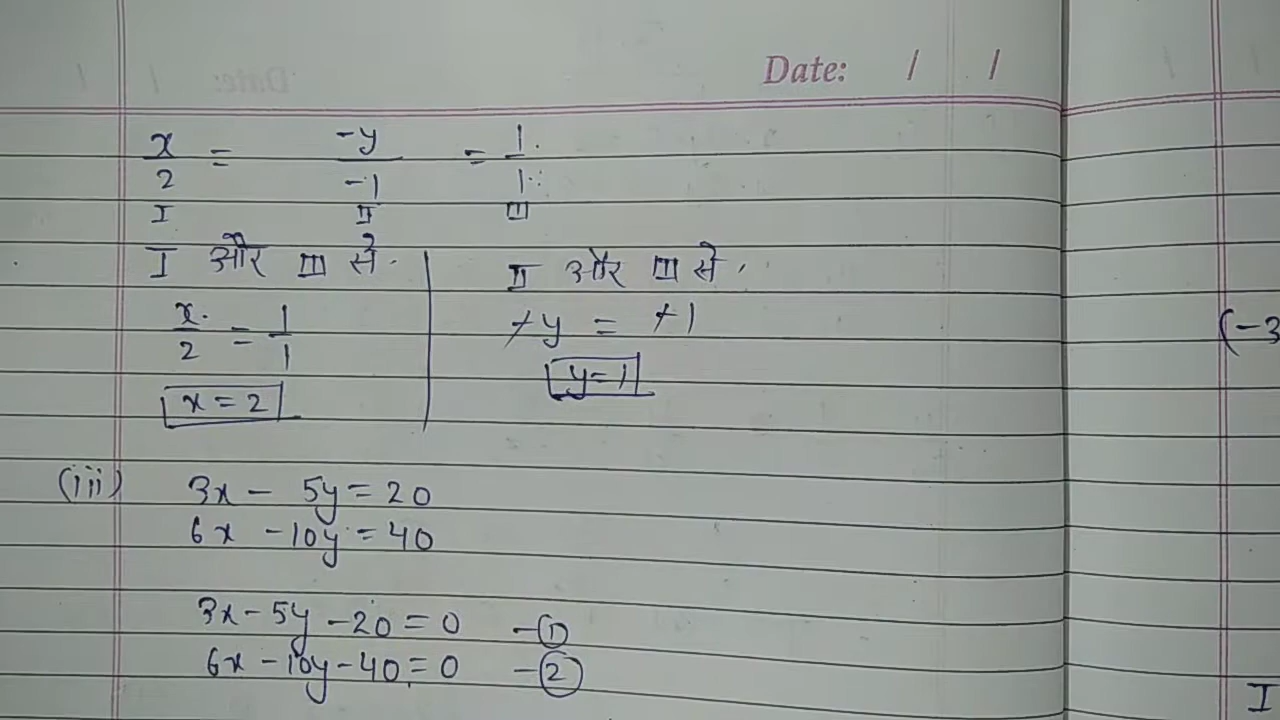 Date: / /
x/2 = -y/-1 = 1/1
I II III
I और III से. II और III से.
x/2 = 1/1 -y = -1
x = 2 y = 1
(-3
(iii) 3x - 5y = 20
6x - 10y = 40
3x - 5y - 20 = 0 - ①
6x - 10y - 40 = 0 - ②
I